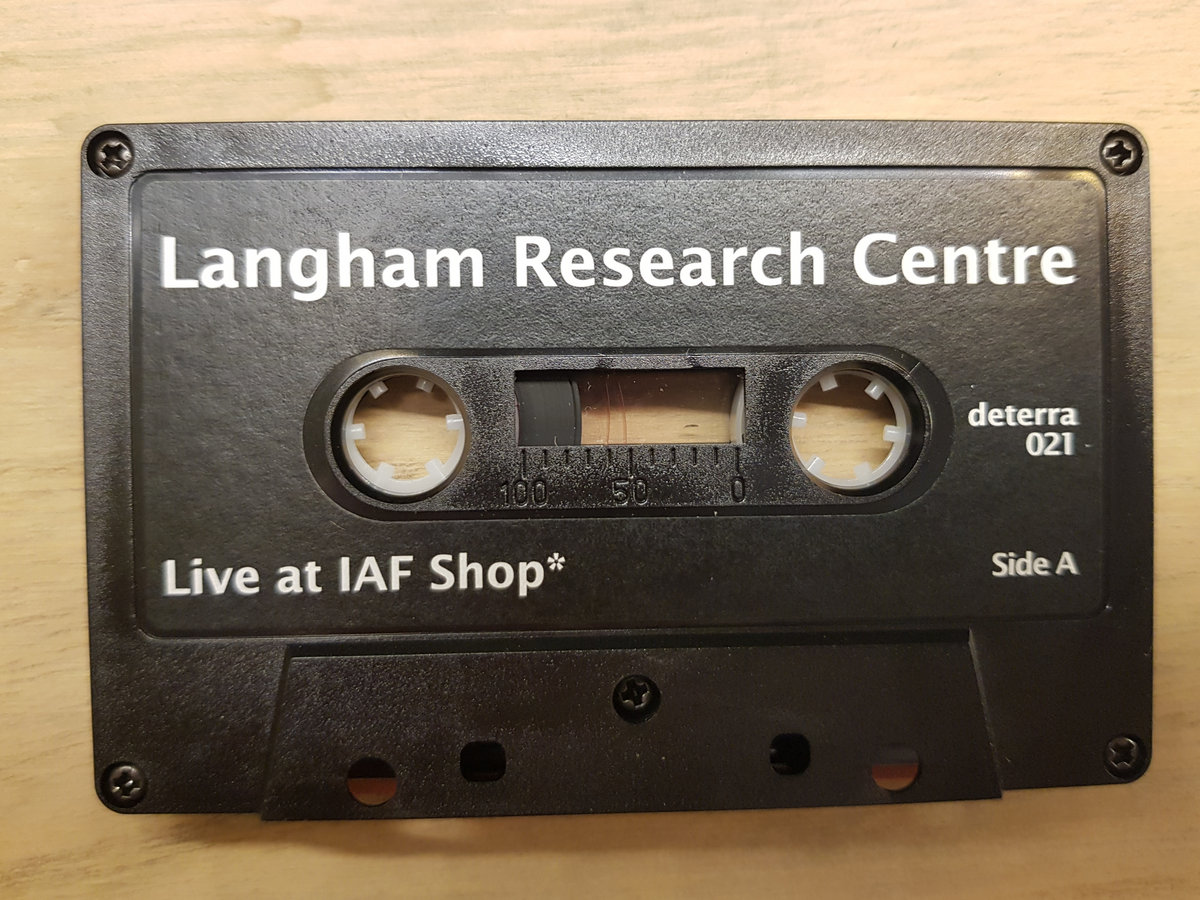 Langham Research Centre
deterra
021
100 50 0
Live at IAF Shop*
Side A